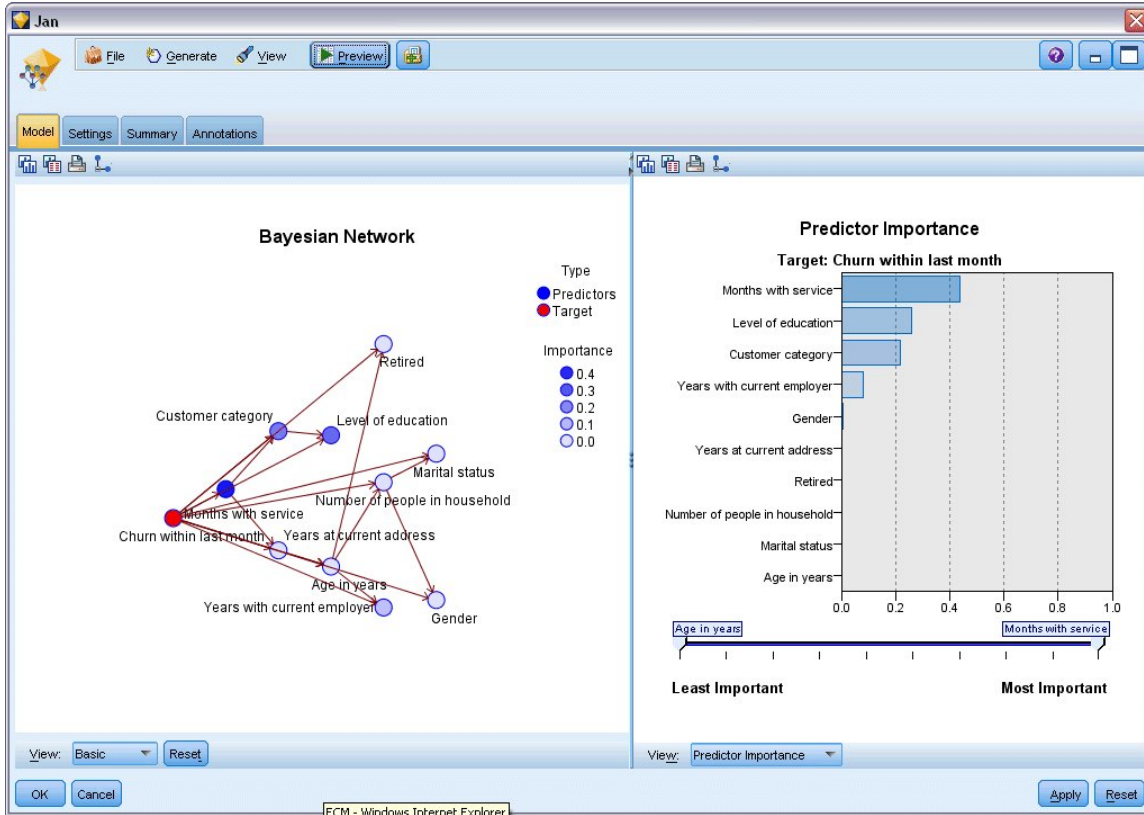 Jan
File Generate View Preview
Model Settings Summary Annotations
Bayesian Network
Type
Predictors
Target
Importance
0.4
0.3
0.2
0.1
0.0
Retired
Customer category
Level of education
Marital status
Number of people in household
Months with service
Churn within last month
Years at current address
Age in years
Years with current employer
Gender
View: Basic Reset
Predictor Importance
Target: Churn within last month
Months with service
Level of education
Customer category
Years with current employer
Gender
Years at current address
Retired
Number of people in household
Marital status
Age in years
0.0 0.2 0.4 0.6 0.8 1.0
Age in years Months with service
Least Important Most Important
View: Predictor Importance
OK Cancel Apply Reset
ECM - Windows Internet Explorer